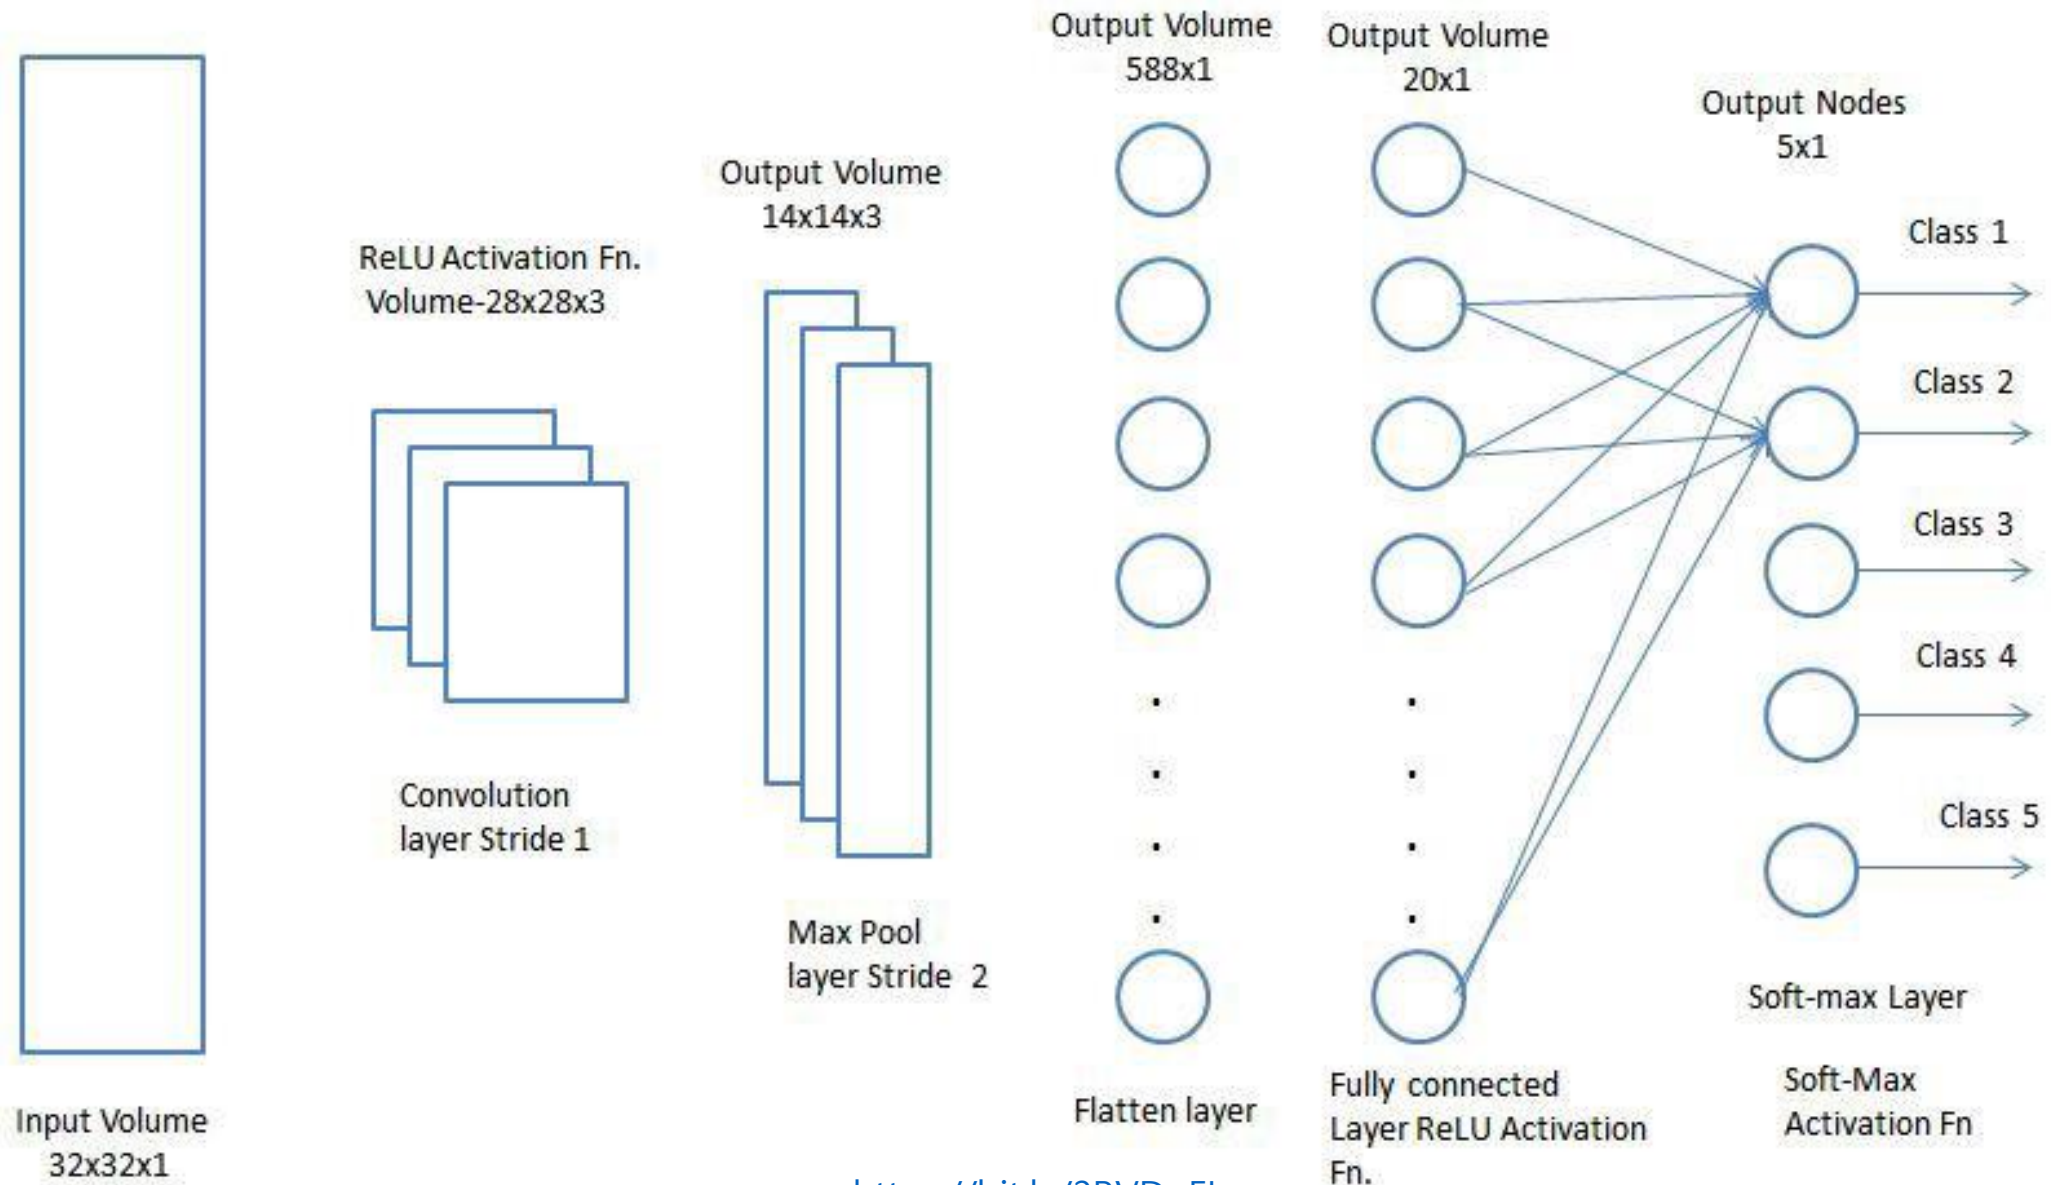 Input Volume
32x32x1
ReLU Activation Fn.
Volume-28x28x3
Convolution
layer Stride 1
Output Volume
14x14x3
Max Pool
layer Stride 2
Output Volume
588x1
Flatten layer
Output Volume
20x1
Fully connected
Layer ReLU Activation
Fn.
Output Nodes
5x1
Class 1
Class 2
Class 3
Class 4
Class 5
Soft-max Layer
Soft-Max
Activation Fn